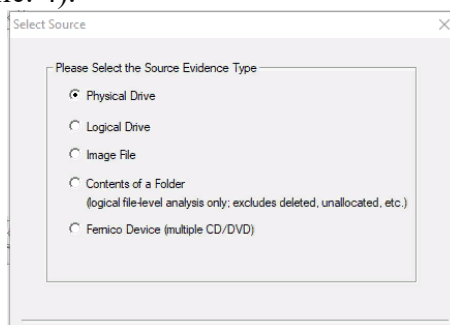 Select Source
Please Select the Source Evidence Type
Physical Drive
Logical Drive
Image File
Contents of a Folder
(logical file-level analysis only; excludes deleted, unallocated, etc.)
Fernico Device (multiple CD/DVD)